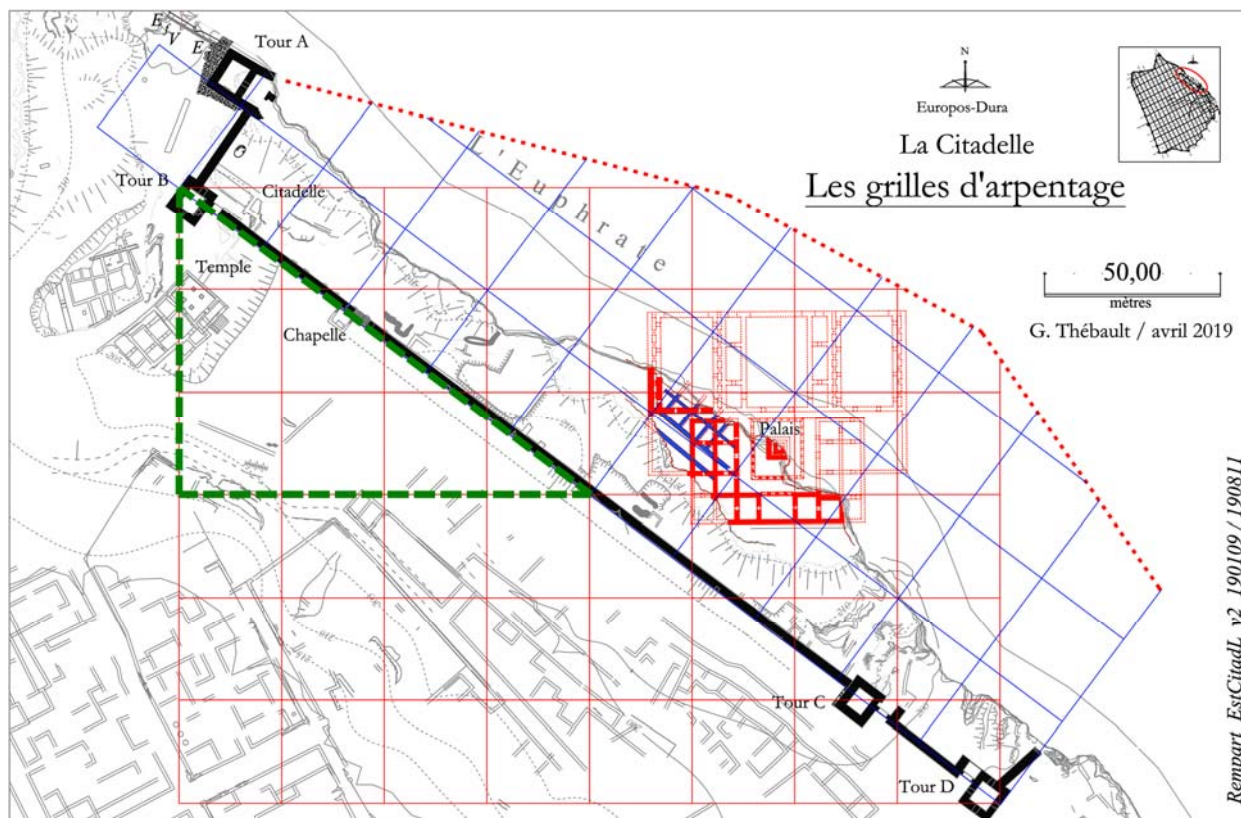 E
V
E
Tour A
N
Europos-Dura
La Citadelle
Les grilles d'arpentage
50,00
mètres
G. Thébault / avril 2019
L'Euphrate
Tour B
Citadelle
Temple
Chapelle
Palais
Tour C
Tour D
Rempart_EstCitadL_v2_190109 / 190811